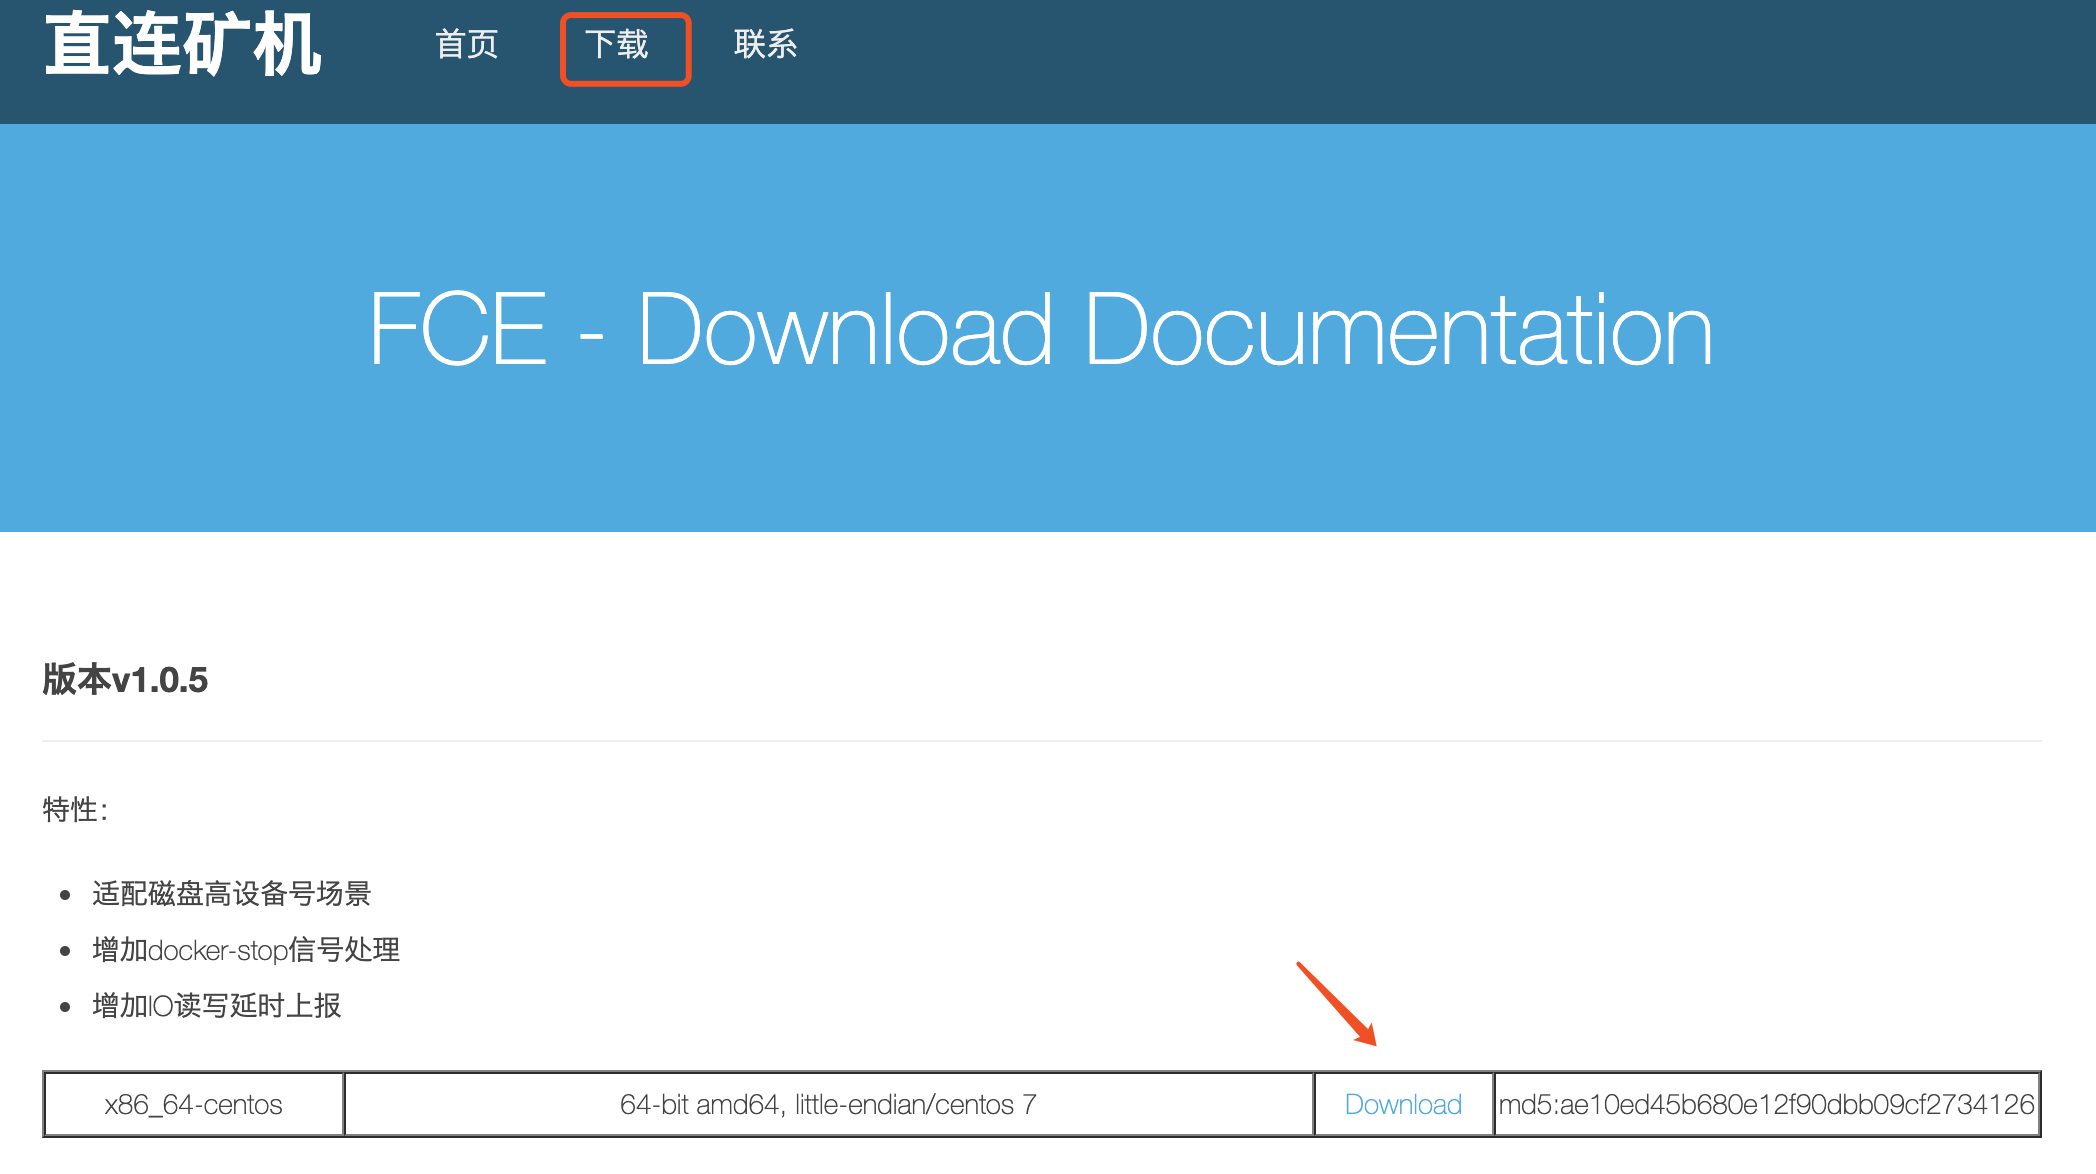 直连矿机 首页 下载 联系
FCE - Download Documentation
版本v1.0.5
特性：
适配磁盘高设备号场景
增加docker-stop信号处理
增加IO读写延时上报
x86_64-centos 64-bit amd64, little-endian/centos 7 Download md5:ae10ed45b680e12f90dbb09cf2734126